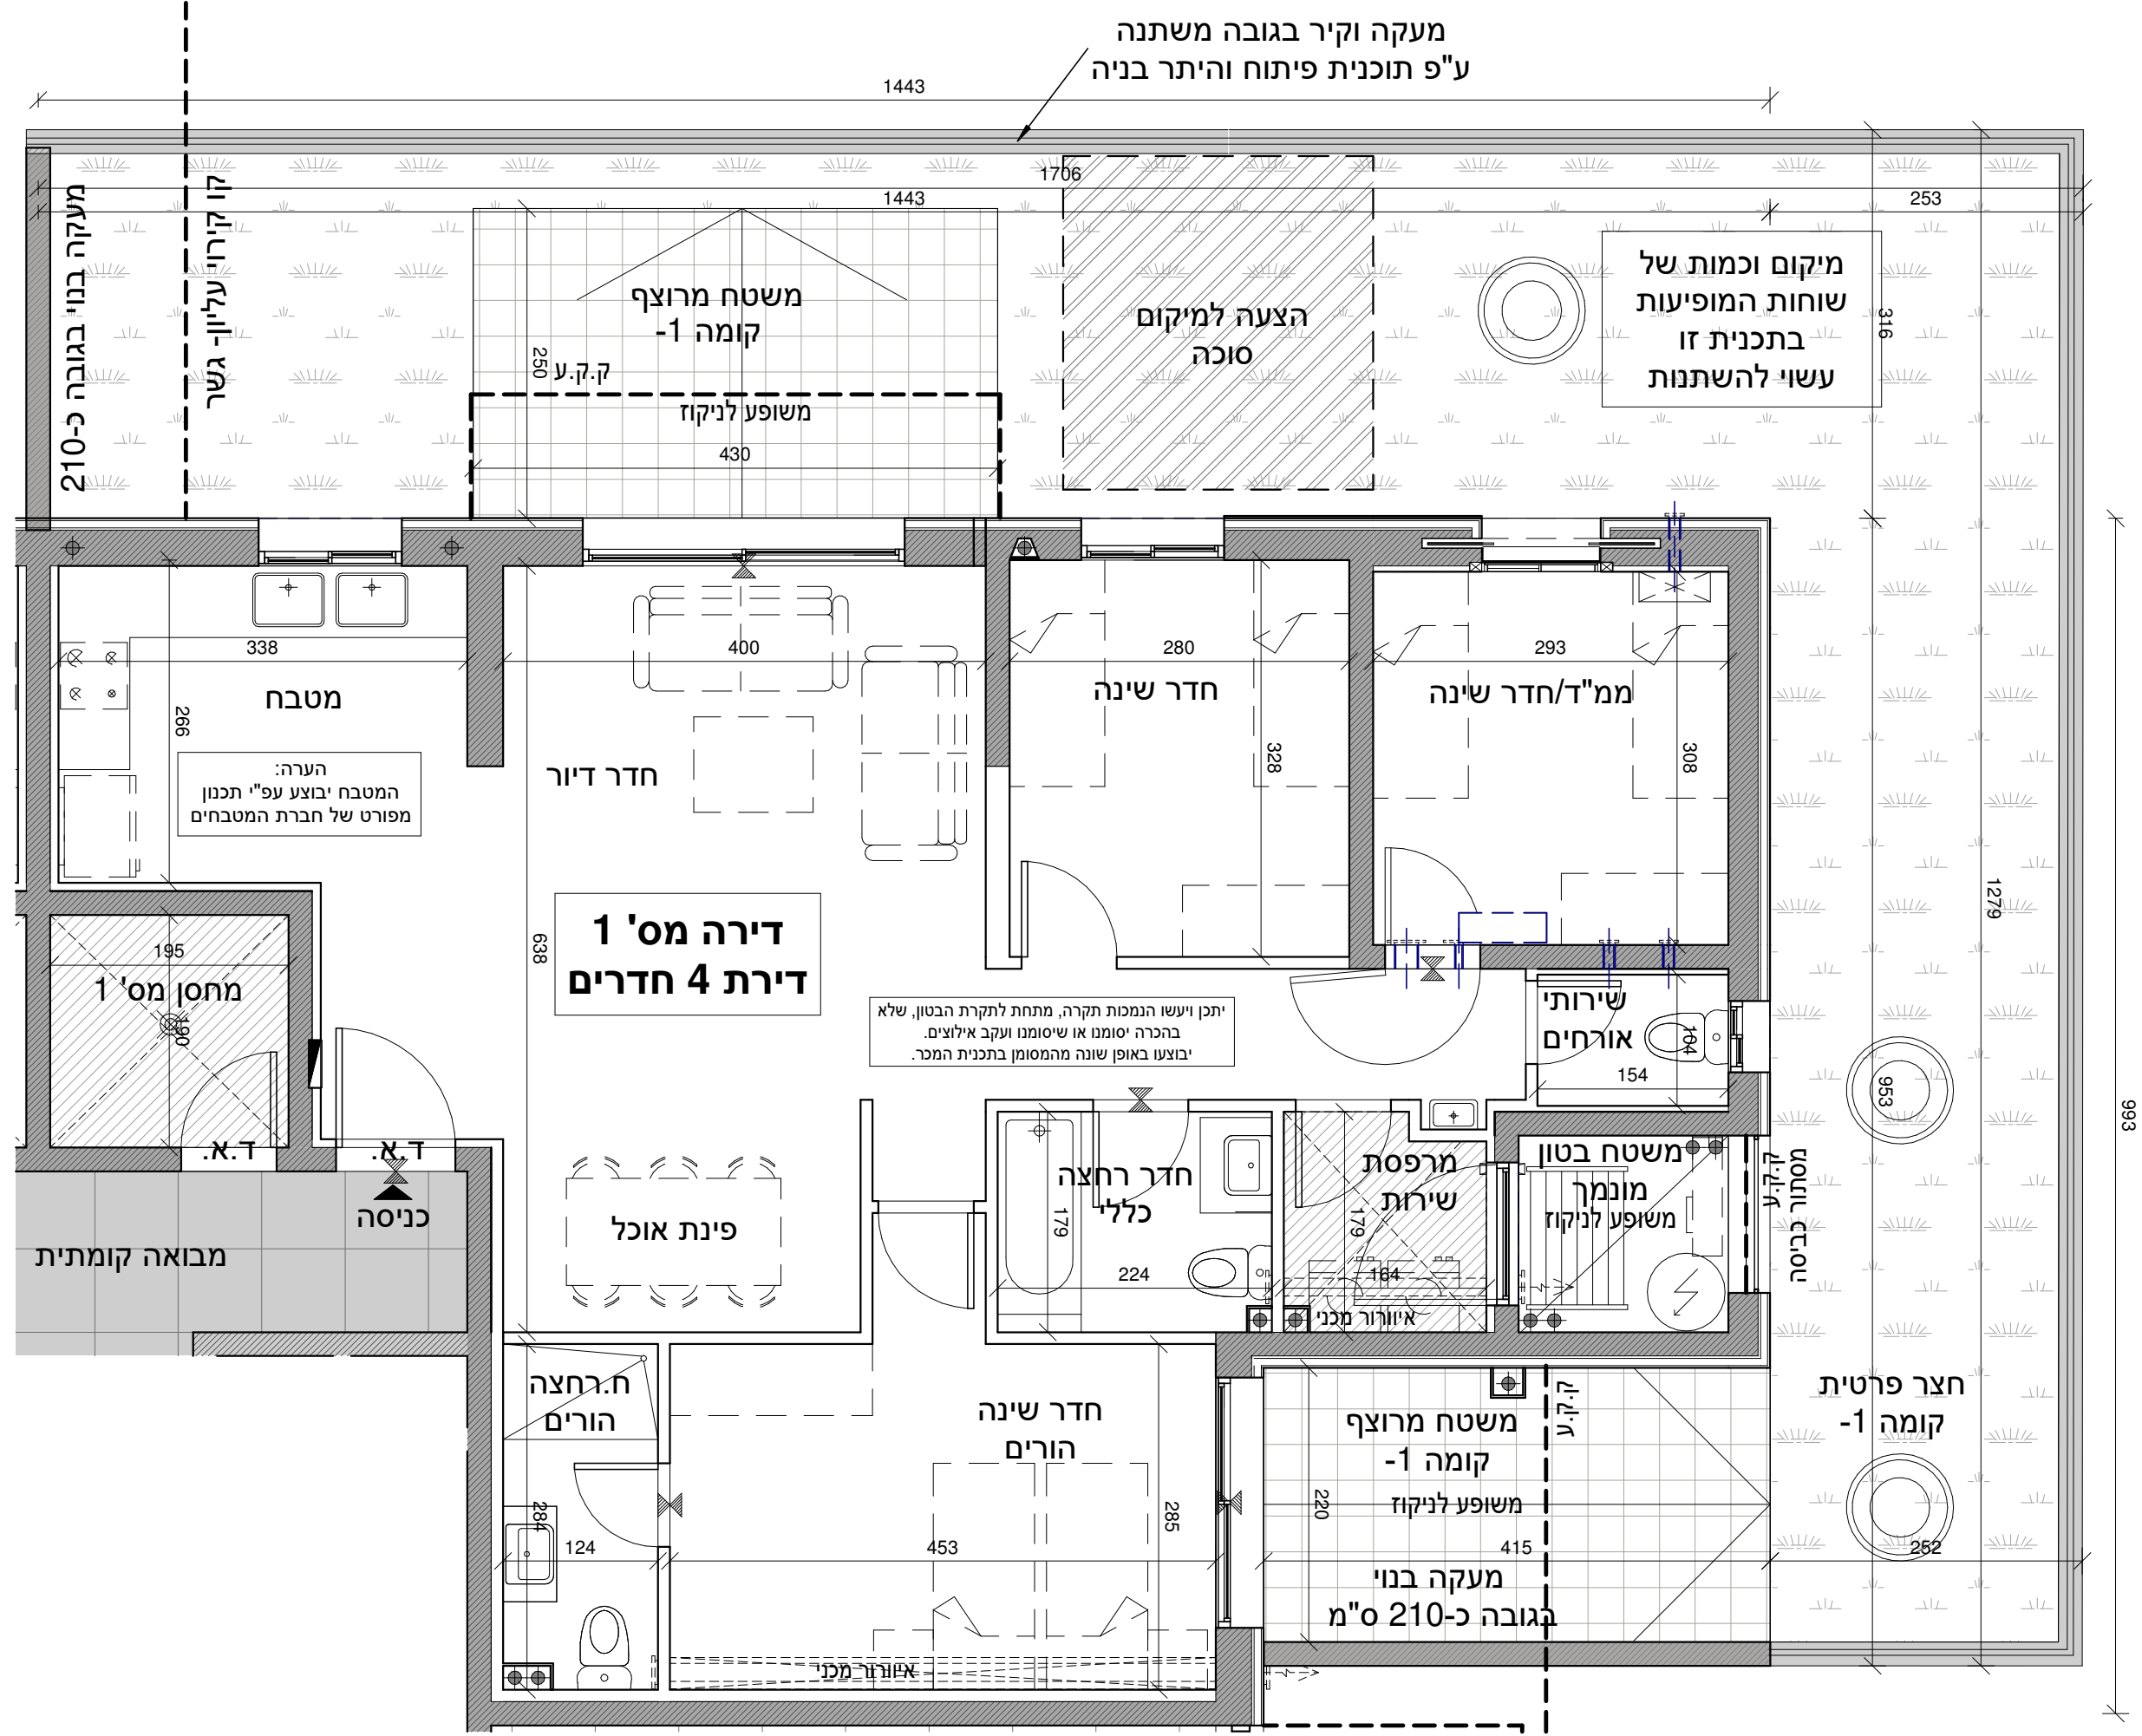 מעקה וקיר בגובה משתנה
ע"פ תוכנית פיתוח והיתר בניה
1443
1706
1443
253
מעקה בנוי בגובה כ-210
קו קירוי עליון- גשר
משטח מרוצף
קומה 1-
250
ק.ק.ע
משופע לניקוז
430
הצעה למיקום
סוכה
מיקום וכמות של
שוחות המופיעות
בתכנית זו
עשוי להשתנות
316
338
מטבח
266
הערה:
המטבח יבוצע עפ"י תכנון
מפורט של חברת המטבחים
400
חדר דיור
638
280
חדר שינה
328
293
ממ"ד/חדר שינה
308
1279
953
993
דירה מס' 1
דירת 4 חדרים
195
מחסן מס' 1
190
יתכן ויעשו הנמכות תקרה, מתחת לתקרת הבטון, שלא
בהכרה יסומנו או שיסומנו ועקב אילוצים.
יבוצעו באופן שונה מהמסומן בתכנית המכר.
שירותי
אורחים
104
154
ד.א.
ד.א.
כניסה
מבואה קומתית
פינת אוכל
חדר רחצה
כללי
179
224
מרפסת
שירות
179
164
איוורור מכני
משטח בטון
מונמך
משופע לניקוז
ק.ק.ע
מסתור כביסה
ח.רחצה
הורים
284
124
חדר שינה
הורים
285
453
איוורור מכני
משטח מרוצף
קומה 1-
משופע לניקוז
ק.ק.ע
220
415
מעקה בנוי
בגובה כ-210 ס"מ
חצר פרטית
קומה 1-
252